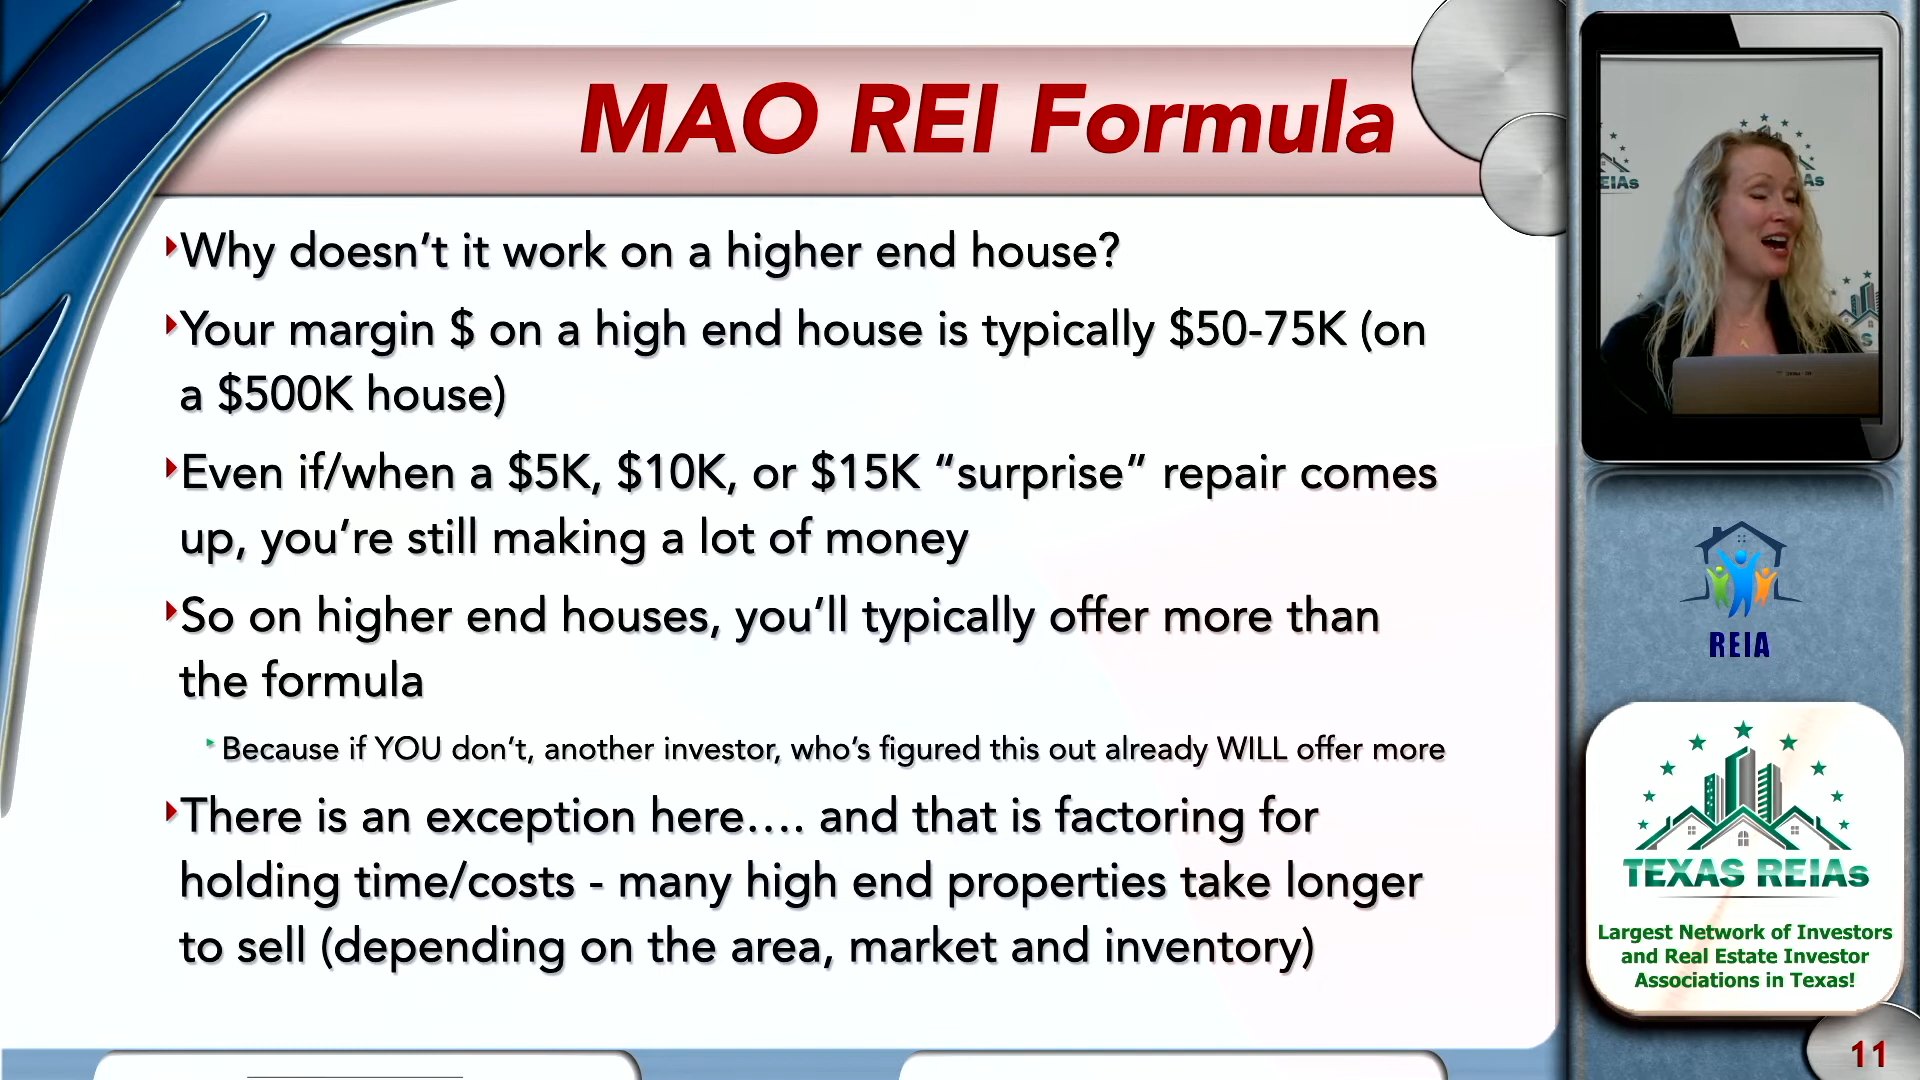 MAO REI Formula
Why doesn’t it work on a higher end house?
Your margin $ on a high end house is typically $50-75K (on
a $500K house)
Even if/when a $5K, $10K, or $15K “surprise” repair comes
up, you’re still making a lot of money
So on higher end houses, you’ll typically offer more than
the formula
Because if YOU don’t, another investor, who’s figured this out already WILL offer more
There is an exception here…. and that is factoring for
holding time/costs - many high end properties take longer
to sell (depending on the area, market and inventory)
EIAs
As
REIA
TEXAS REIAs
Largest Network of Investors
and Real Estate Investor
Associations in Texas!
11